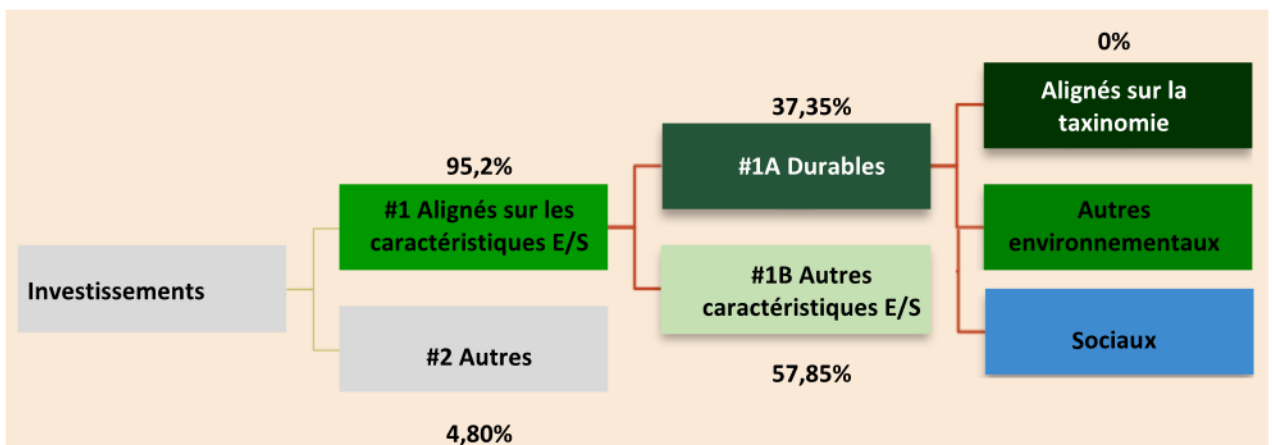 Investissements
95,2%
#1 Alignés sur les
caractéristiques E/S
#2 Autres
4,80%
37,35%
#1A Durables
#1B Autres
caractéristiques E/S
57,85%
0%
Alignés sur la
taxinomie
Autres
environnementaux
Sociaux